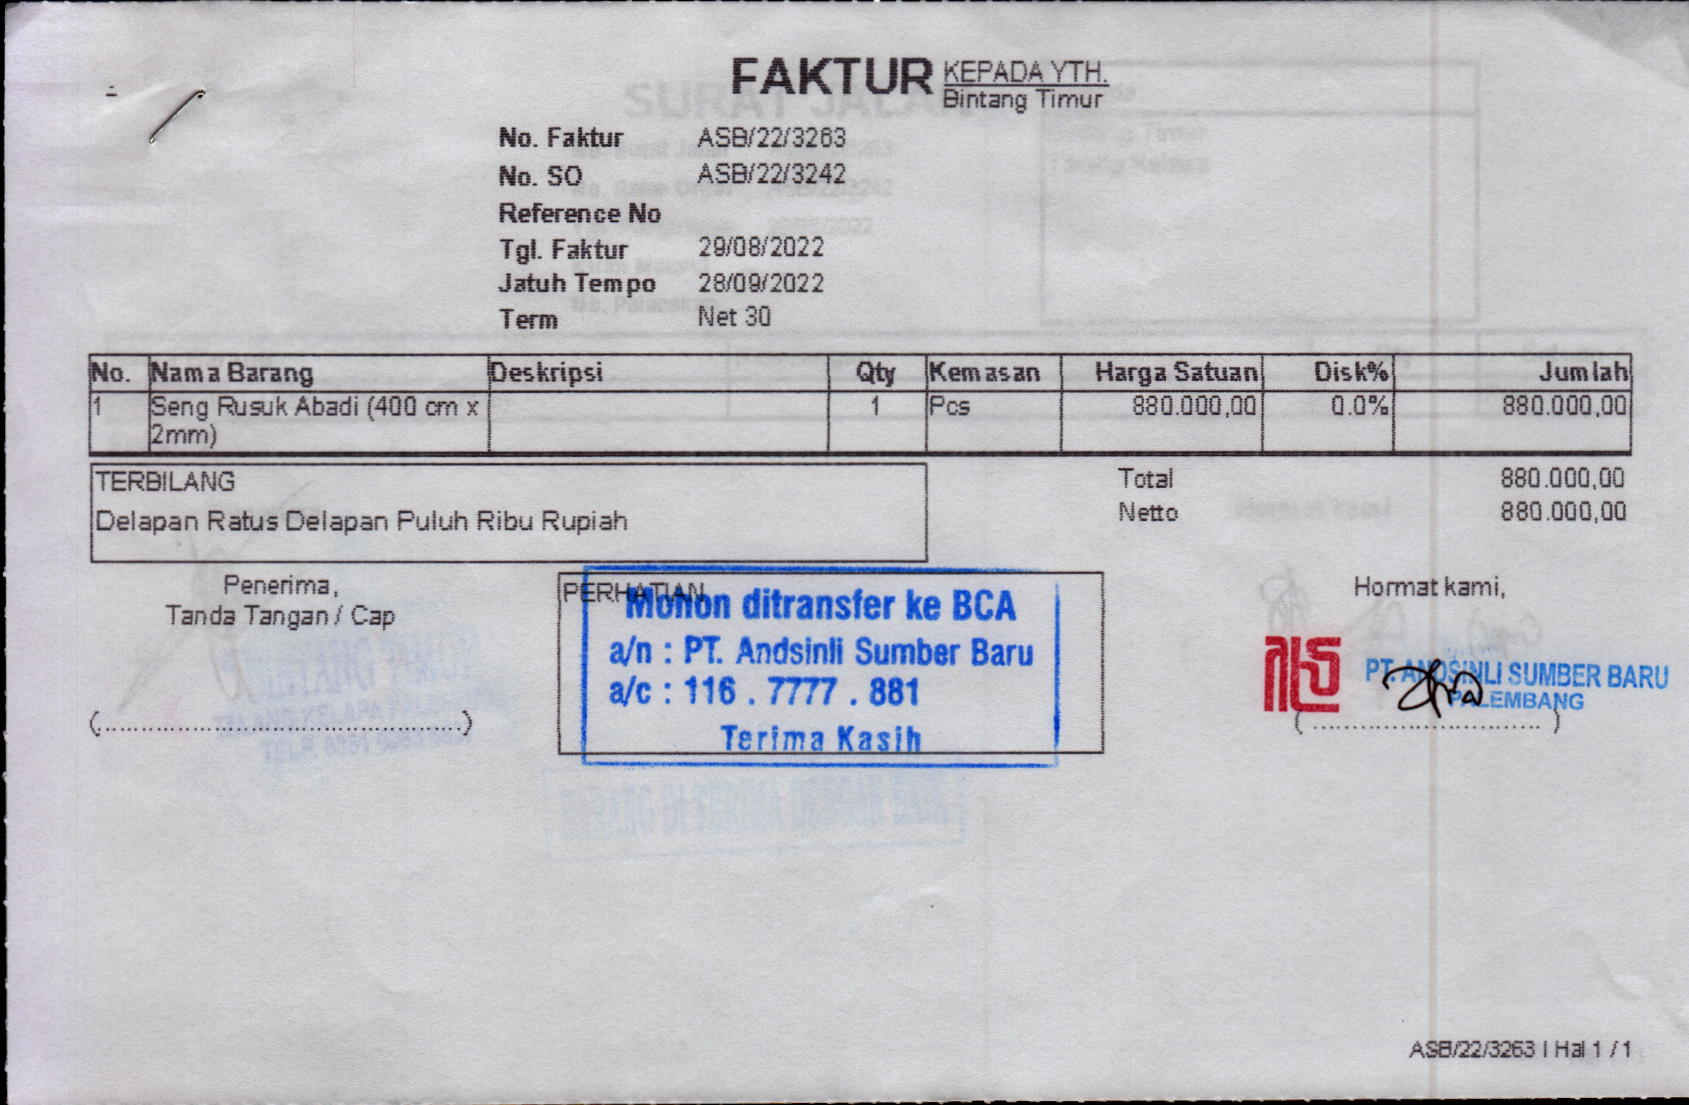 FAKTUR
KEPADA YTH.
Bintang Timur
No. Faktur ASB/22/3263
No. SO ASB/22/3242
Reference No
Tgl. Faktur 29/08/2022
Jatuh Tempo 28/09/2022
Term Net 30
No. Nama Barang Deskripsi Qty Kemasan Harga Satuan Disk% Jumlah
1 Seng Rusuk Abadi (400 cm x 1 Pcs 880.000,00 0.0% 880.000,00
2mm)
TERBILANG
Delapan Ratus Delapan Puluh Ribu Rupiah
Total 880.000,00
Netto 880.000,00
Penerima,
Tanda Tangan / Cap
(........................................)
PERHATIAN
Mohon ditransfer ke BCA
a/n : PT. Andsinli Sumber Baru
a/c : 116 . 7777 . 881
Terima Kasih
Hormat kami,
PT. ANDSINLI SUMBER BARU
PALEMBANG
(........................................)
ASB/22/3263 | Hal 1 / 1